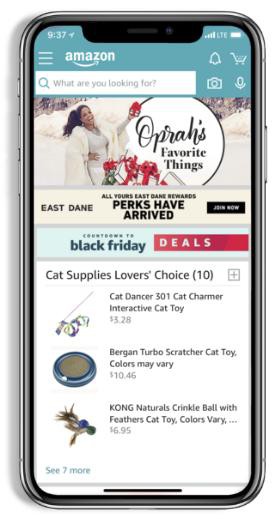 9:37
LTE
amazon
What are you looking for?
Oprah's
Favorite
Things
EAST DANE
ALL YOURS EAST DANE REWARDS
PERKS HAVE
ARRIVED
JOIN NOW
COUNTDOWN TO
black friday
DEALS
Cat Supplies Lovers' Choice (10)
Cat Dancer 301 Cat Charmer
Interactive Cat Toy
$3.28
Bergan Turbo Scratcher Cat Toy,
Colors may vary
$10.46
KONG Naturals Crinkle Ball with
Feathers Cat Toy, Colors Vary, ...
$6.95
See 7 more